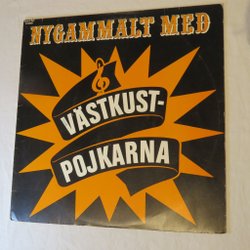 NYGAMMALT MED
VÄSTKUST-
POJKARNA